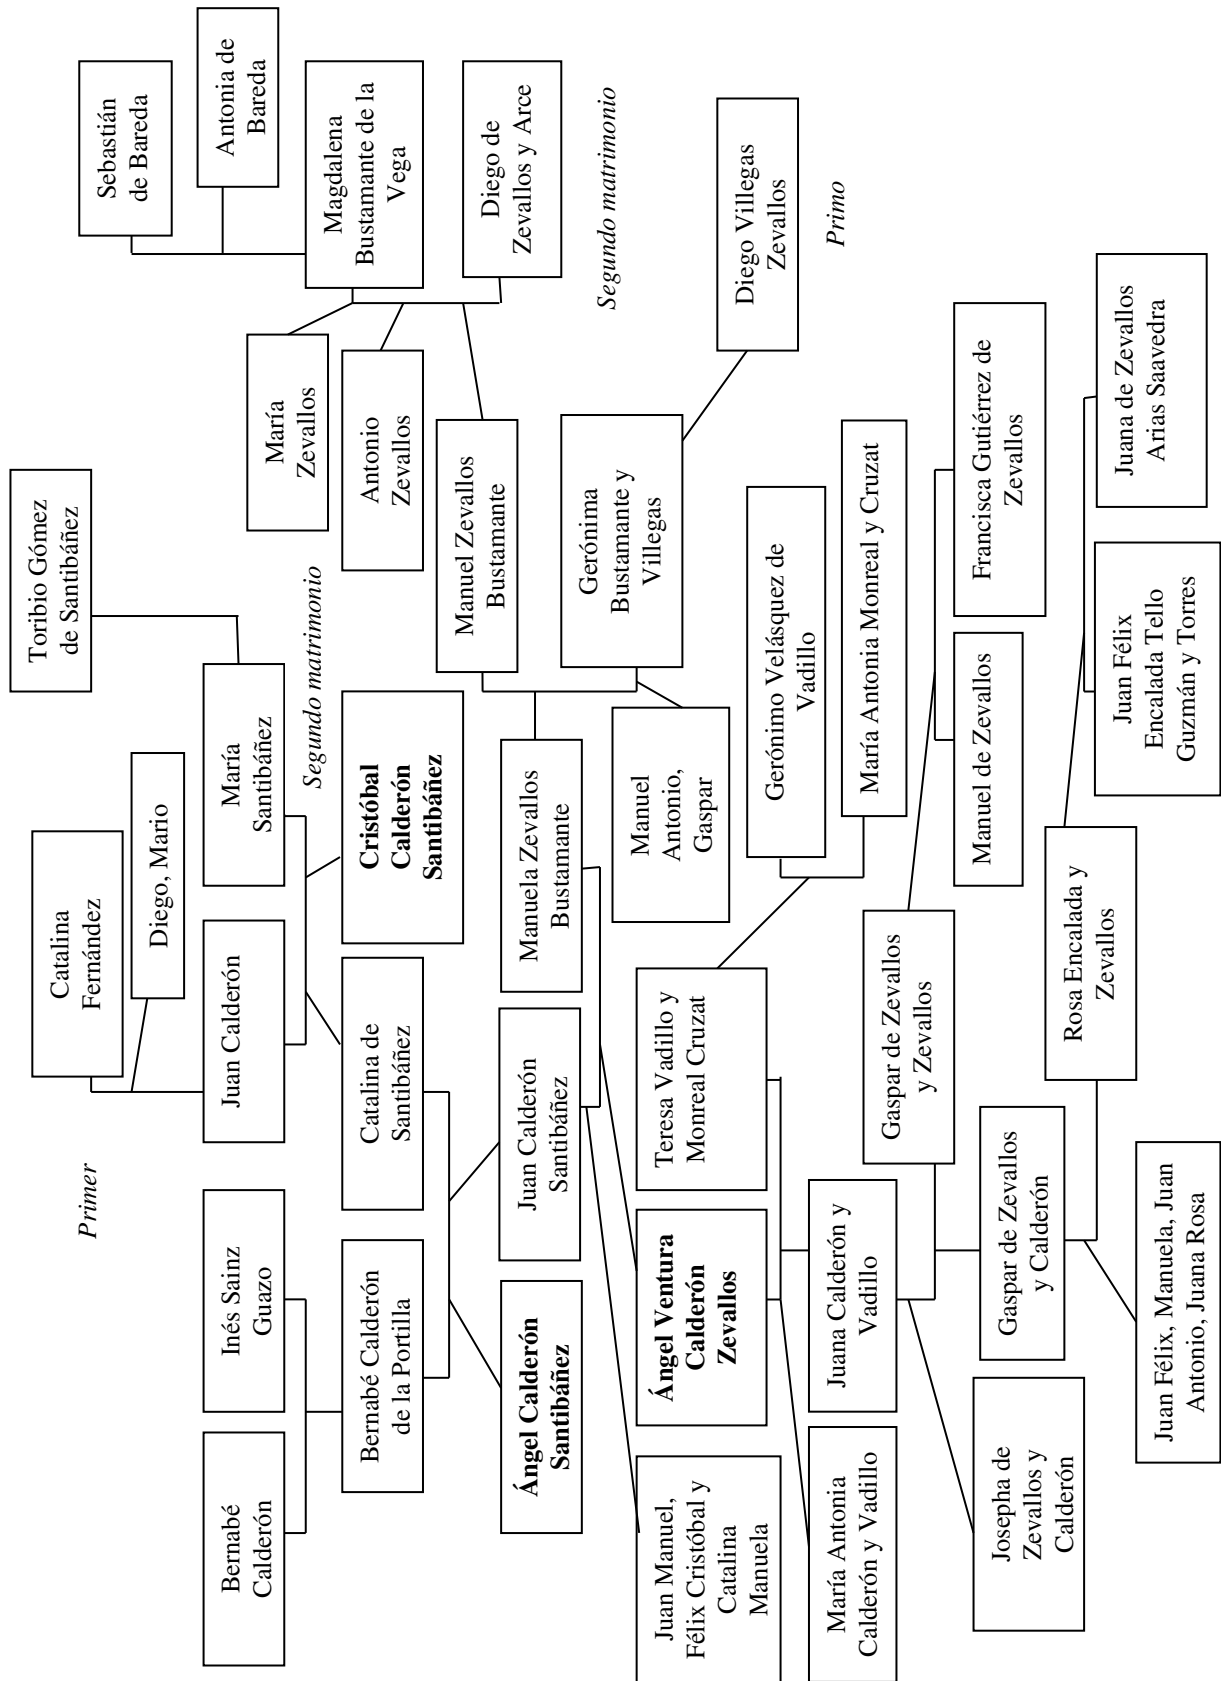 Toribio Gómez
de Santibáñez
Catalina
Fernández
Primer
Sebastián
de Bareda
Diego, Mario
Bernabé
Calderón
Inés Sainz
Guazo
Juan Calderón
María
Santibáñez
Antonia de
Bareda
María
Zevallos
Segundo matrimonio
Magdalena
Bustamante de la
Vega
Bernabé Calderón
de la Portilla
Catalina de
Santibáñez
Cristóbal
Calderón
Santibáñez
Antonio
Zevallos
Manuel Zevallos
Bustamante
Diego de
Zevallos y Arce
Ángel Calderón
Santibáñez
Juan Calderón
Santibáñez
Manuela Zevallos
Bustamante
Gerónima
Bustamante y
Villegas
Segundo matrimonio
Manuel
Antonio,
Gaspar
Juan Manuel,
Félix Cristóbal y
Catalina
Manuela
Ángel Ventura
Calderón
Zevallos
Teresa Vadillo y
Monreal Cruzat
Gerónimo Velásquez de
Vadillo
Diego Villegas
Zevallos
Primo
María Antonia
Calderón y Vadillo
Juana Calderón y
Vadillo
María Antonia Monreal y Cruzat
Gaspar de Zevallos
y Zevallos
Manuel de Zevallos
Francisca Gutiérrez de
Zevallos
Josepha de
Zevallos y
Calderón
Gaspar de Zevallos
y Calderón
Rosa Encalada y
Zevallos
Juan Félix
Encalada Tello
Guzmán y Torres
Juana de Zevallos
Arias Saavedra
Juan Félix, Manuela, Juan
Antonio, Juana Rosa